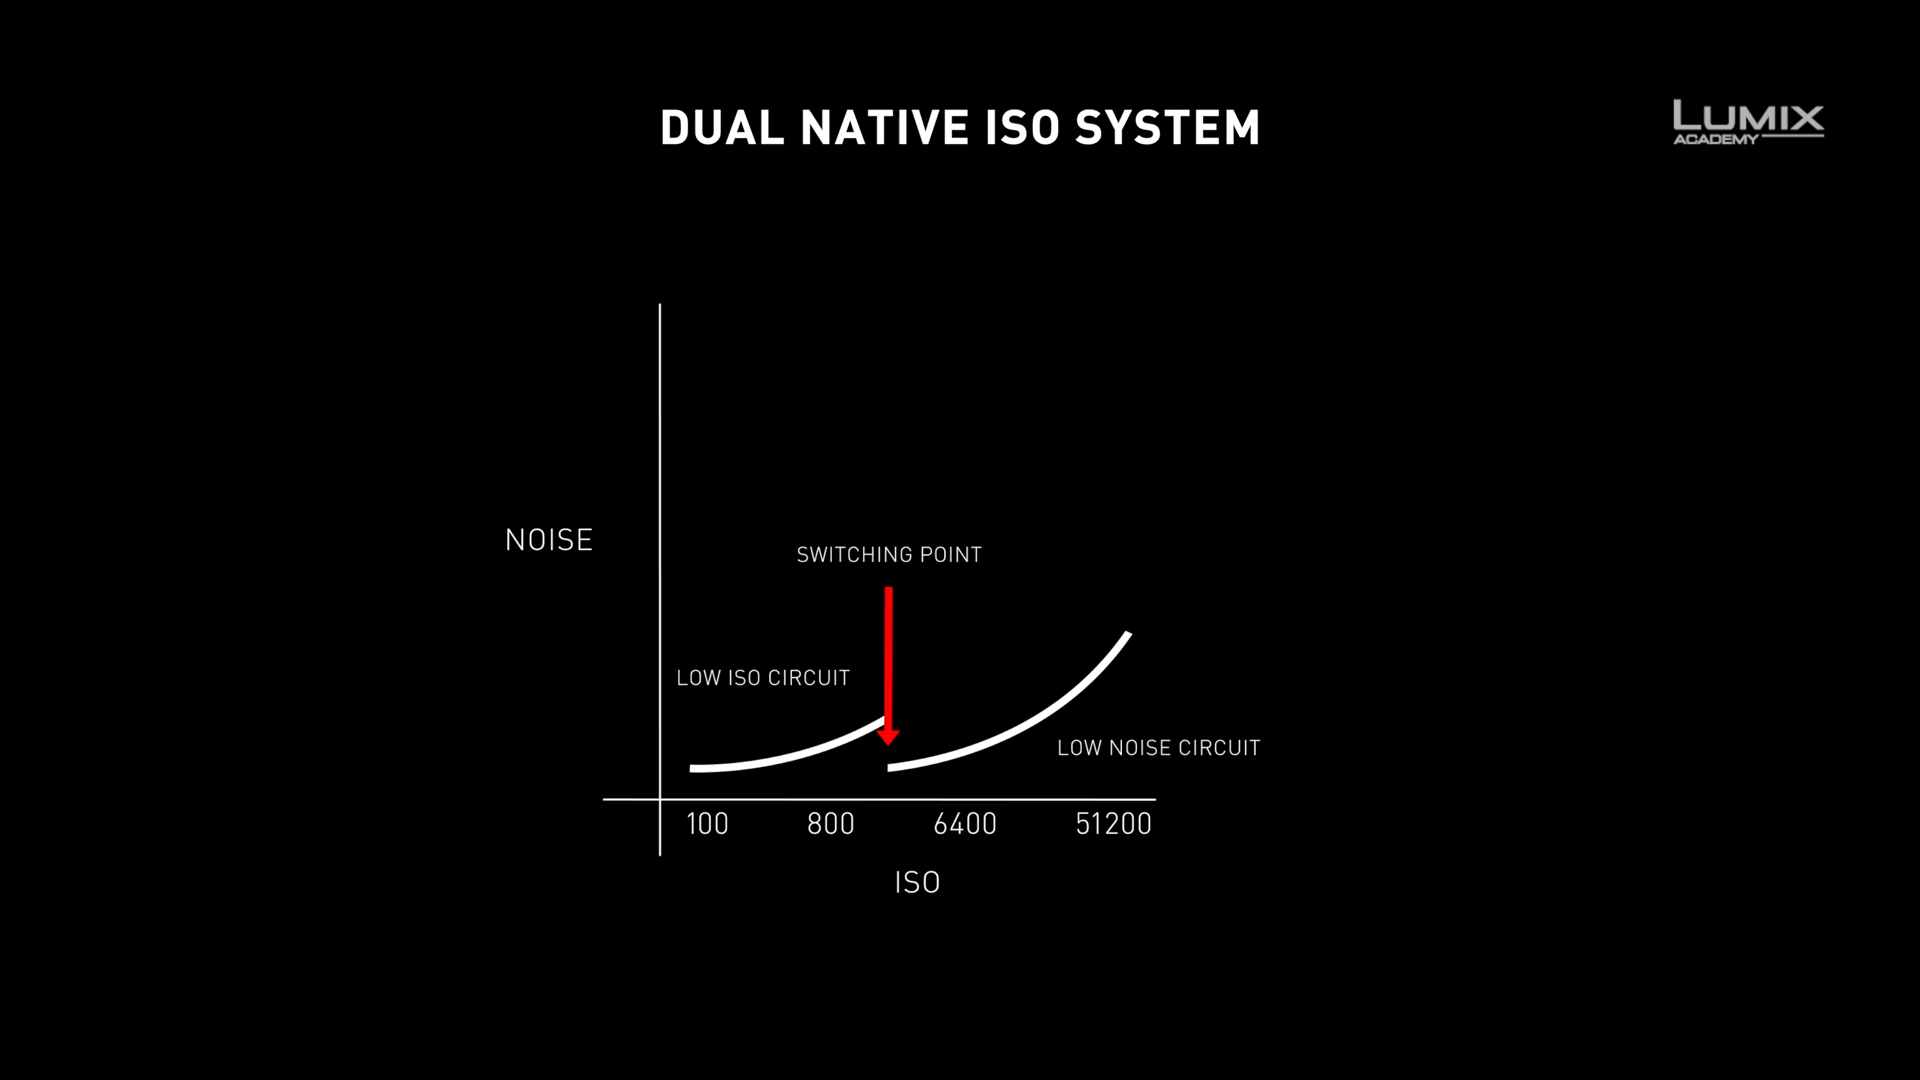 DUAL NATIVE ISO SYSTEM
LUMIX
ACADEMY
NOISE
SWITCHING POINT
LOW ISO CIRCUIT
LOW NOISE CIRCUIT
100 800 6400 51200
ISO